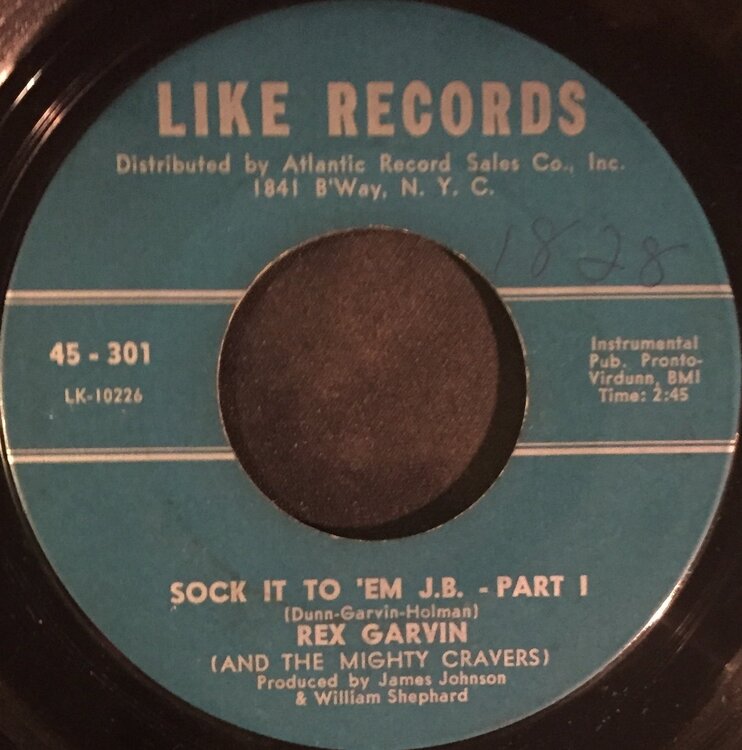 LIKE RECORDS
Distributed by Atlantic Record Sales Co., Inc.
1841 B'Way, N. Y. C.
1828
45 - 301
LK-10226
Instrumental
Pub. Pronto-
Virdunn, BMI
Time: 2:45
SOCK IT TO 'EM J.B. - PART I
(Dunn-Garvin-Holman)
REX GARVIN
(AND THE MIGHTY CRAVERS)
Produced by James Johnson
& William Shephard